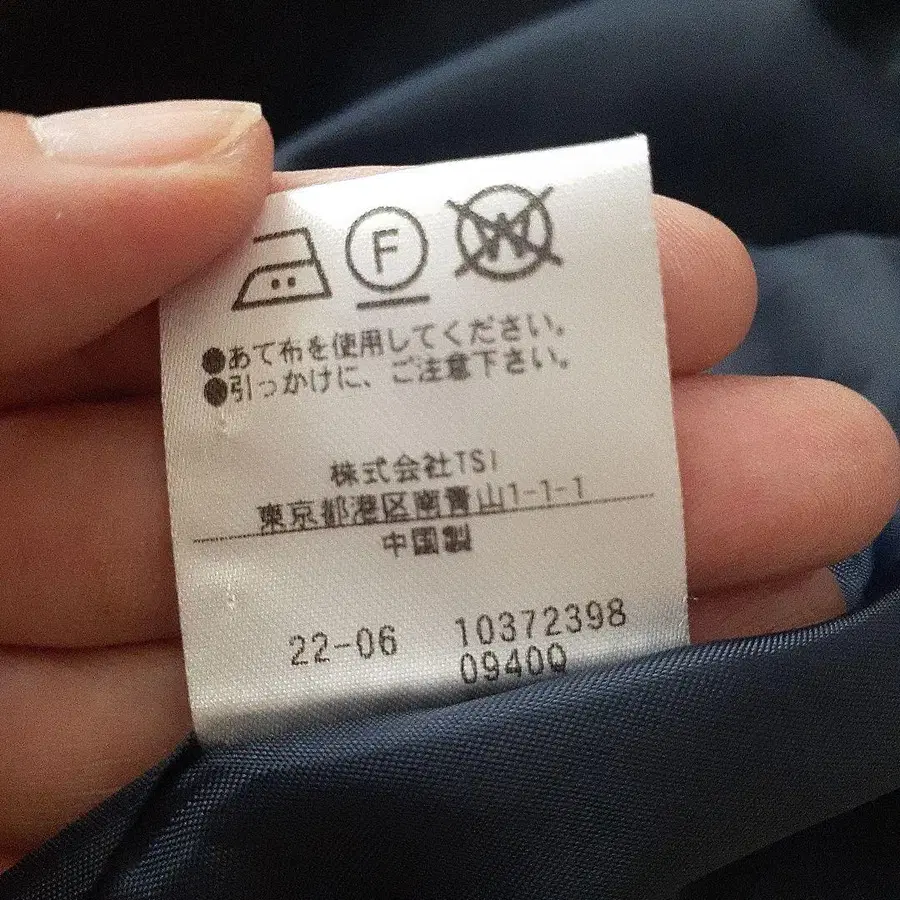 F W
●あて布を使用してください。
●引っかけに、ご注意下さい。
株式会社TSI
東京都港区南青山1-1-1
中国製
22-06 10372398
0940Q